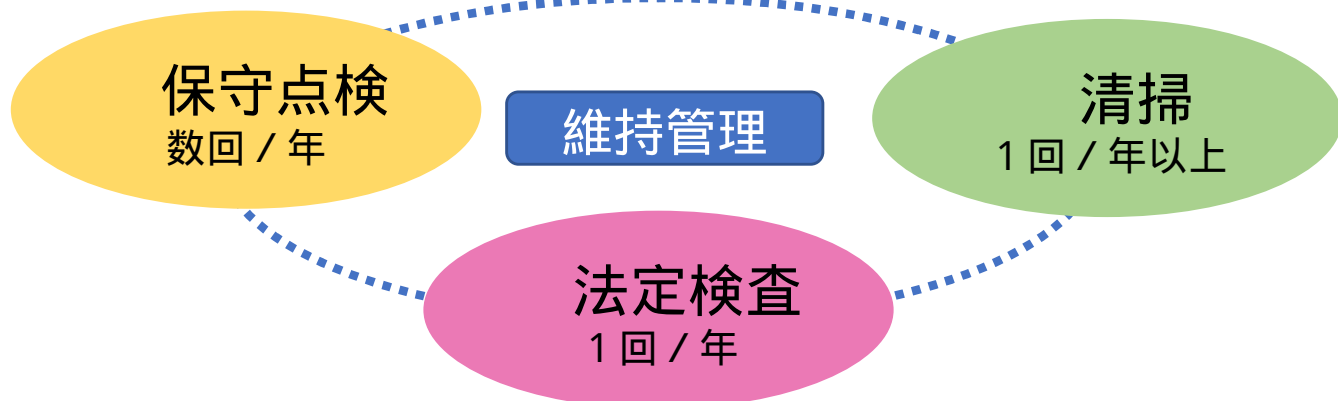 保守点検
数回 / 年
維持管理
清掃
1 回 / 年以上
法定検査
1 回 / 年